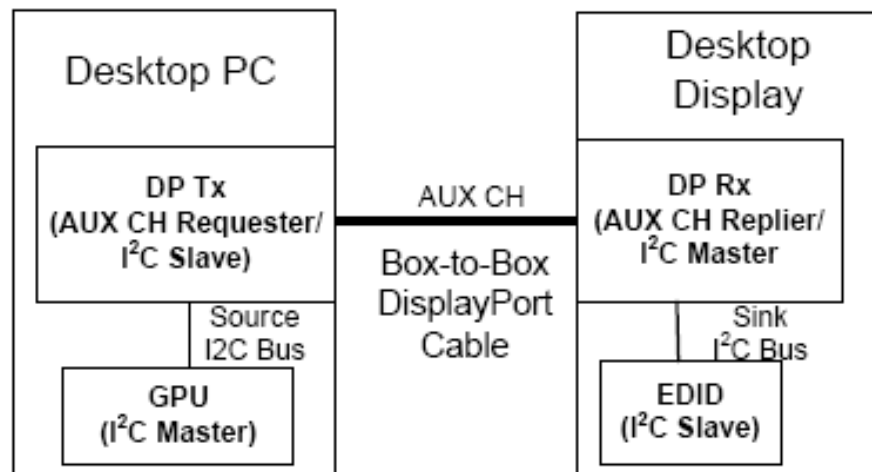 Desktop PC
DP Tx
(AUX CH Requester/
I²C Slave)
Source
I2C Bus
GPU
(I²C Master)
AUX CH
Box-to-Box
DisplayPort
Cable
Desktop
Display
DP Rx
(AUX CH Replier/
I²C Master
Sink
I²C Bus
EDID
(I²C Slave)